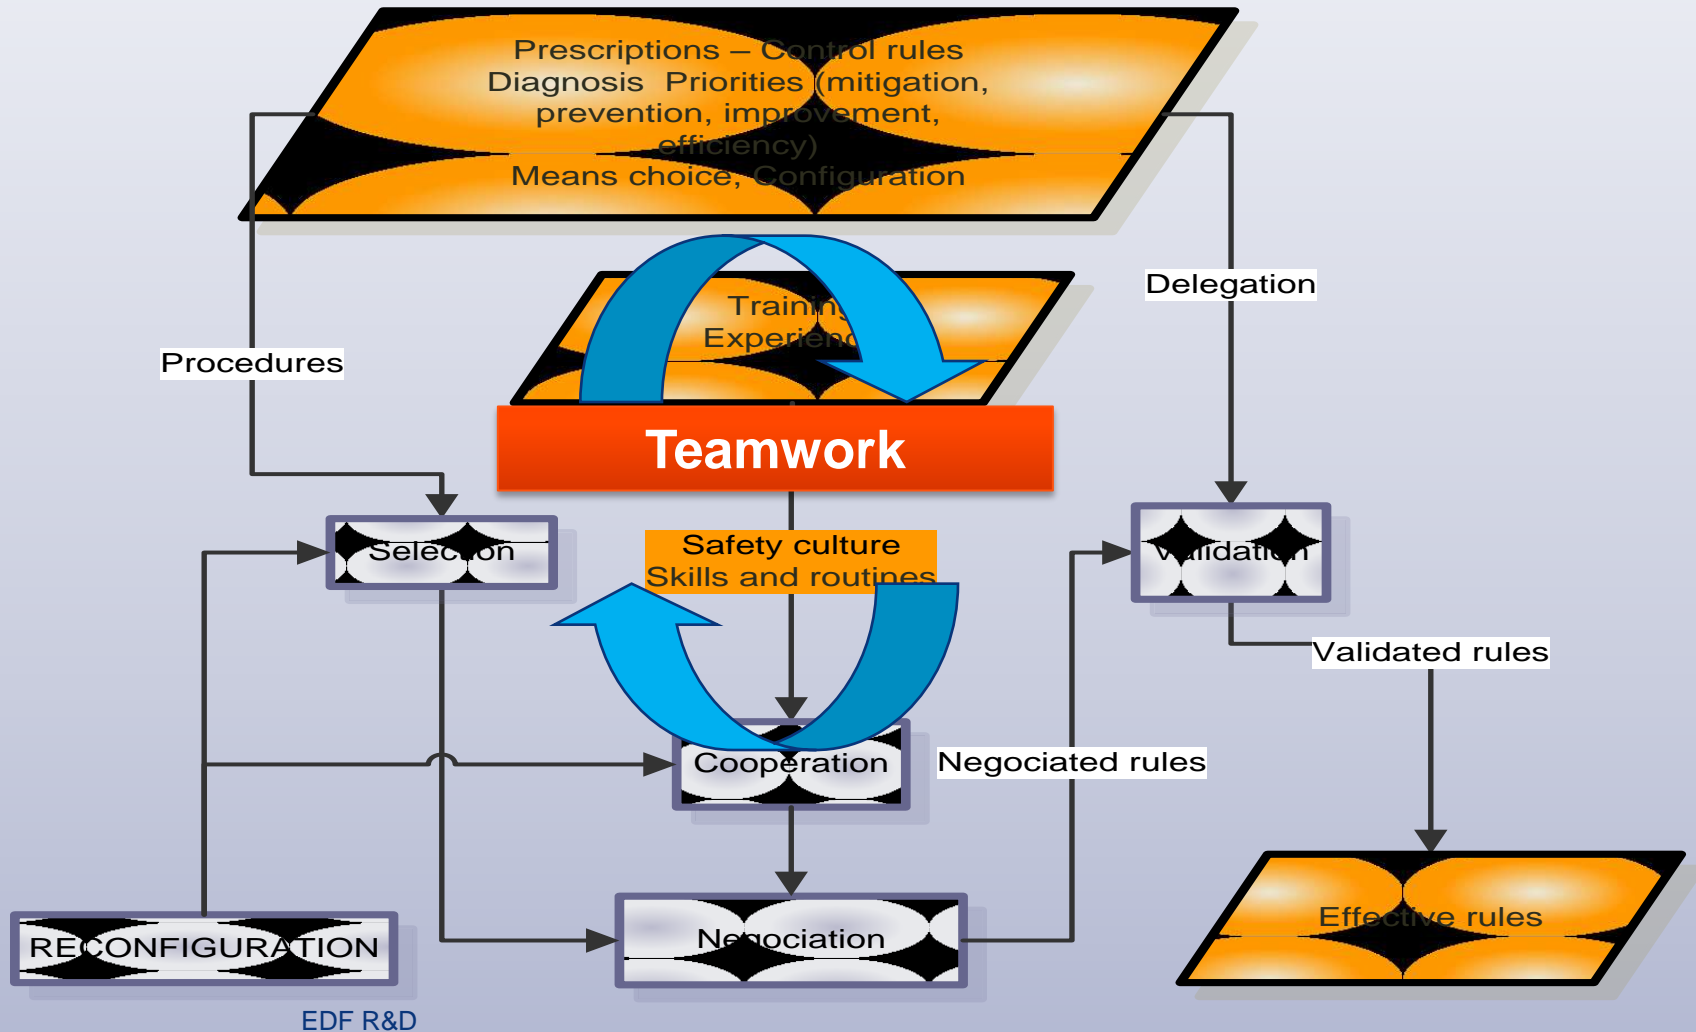 Prescriptions – Control rules
Diagnosis  Priorities (mitigation,
prevention, improvement,
efficiency)
Means choice, Configuration
Training
Experience
Delegation
Procedures
Teamwork
Selection
Safety culture
Skills and routines
Validation
Validated rules
Cooperation
Negociated rules
Effective rules
RECONFIGURATION
Negociation
EDF R&D